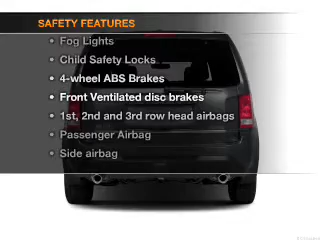 SAFETY FEATURES
• Fog Lights
• Child Safety Locks
• 4-wheel ABS Brakes
• Front Ventilated disc brakes
• 1st, 2nd and 3rd row head airbags
• Passenger Airbag
• Side airbag